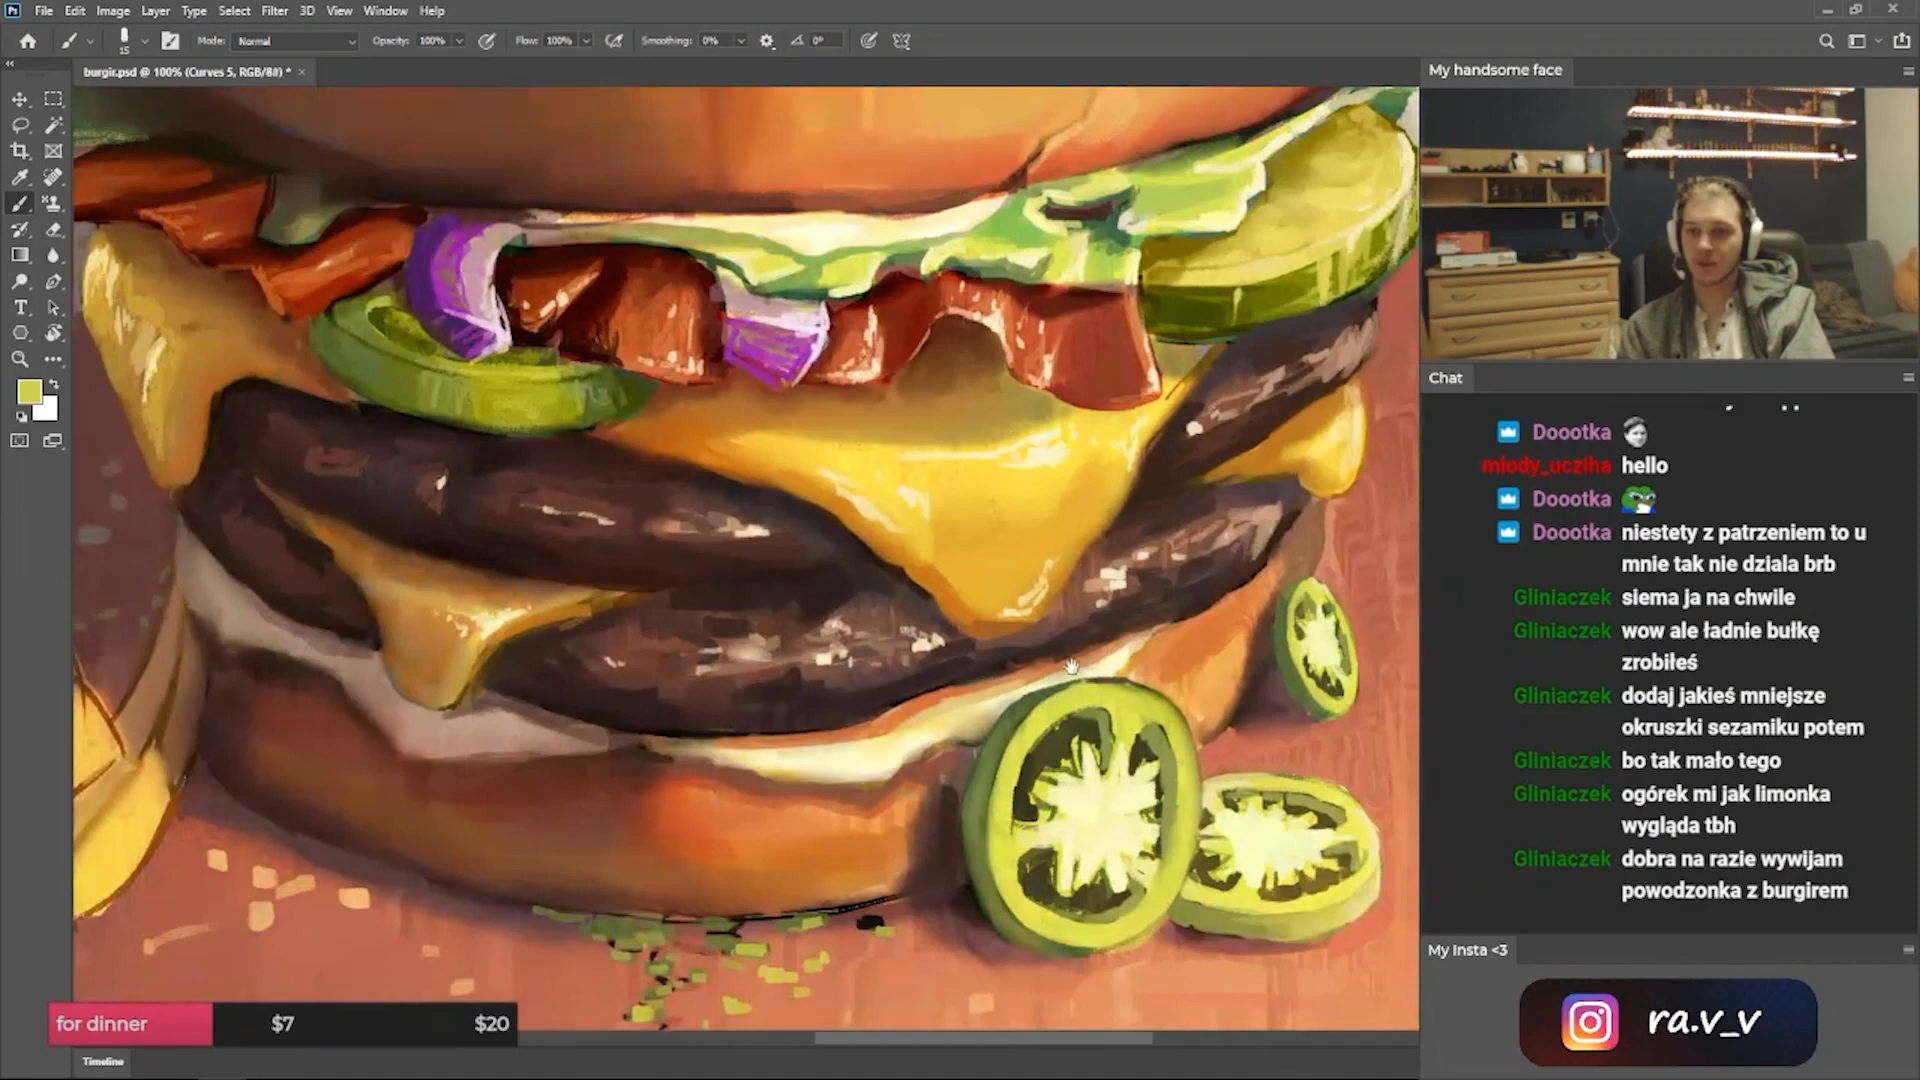 Ps File Edit Image Layer Type Select Filter 3D View Window Help
15 Mode: Normal Opacity: 100% Flow: 100% Smoothing: 0% 0°
burgir.psd @ 100% (Curves 5, RGB/8#) *
My handsome face
Chat
Doootka
mlody_ucziha hello
Doootka
Doootka niestety z patrzeniem to u
mnie tak nie dziala brb
Gliniaczek siema ja na chwile
Gliniaczek wow ale ładnie bułkę
zrobiłeś
Gliniaczek dodaj jakieś mniejsze
okruszki sezamiku potem
Gliniaczek bo tak mało tego
Gliniaczek ogórek mi jak limonka
wygląda tbh
Gliniaczek dobra na razie wywijam
powodzonka z burgirem
My Insta <3
ra.v_v
for dinner $7 $20
Timeline